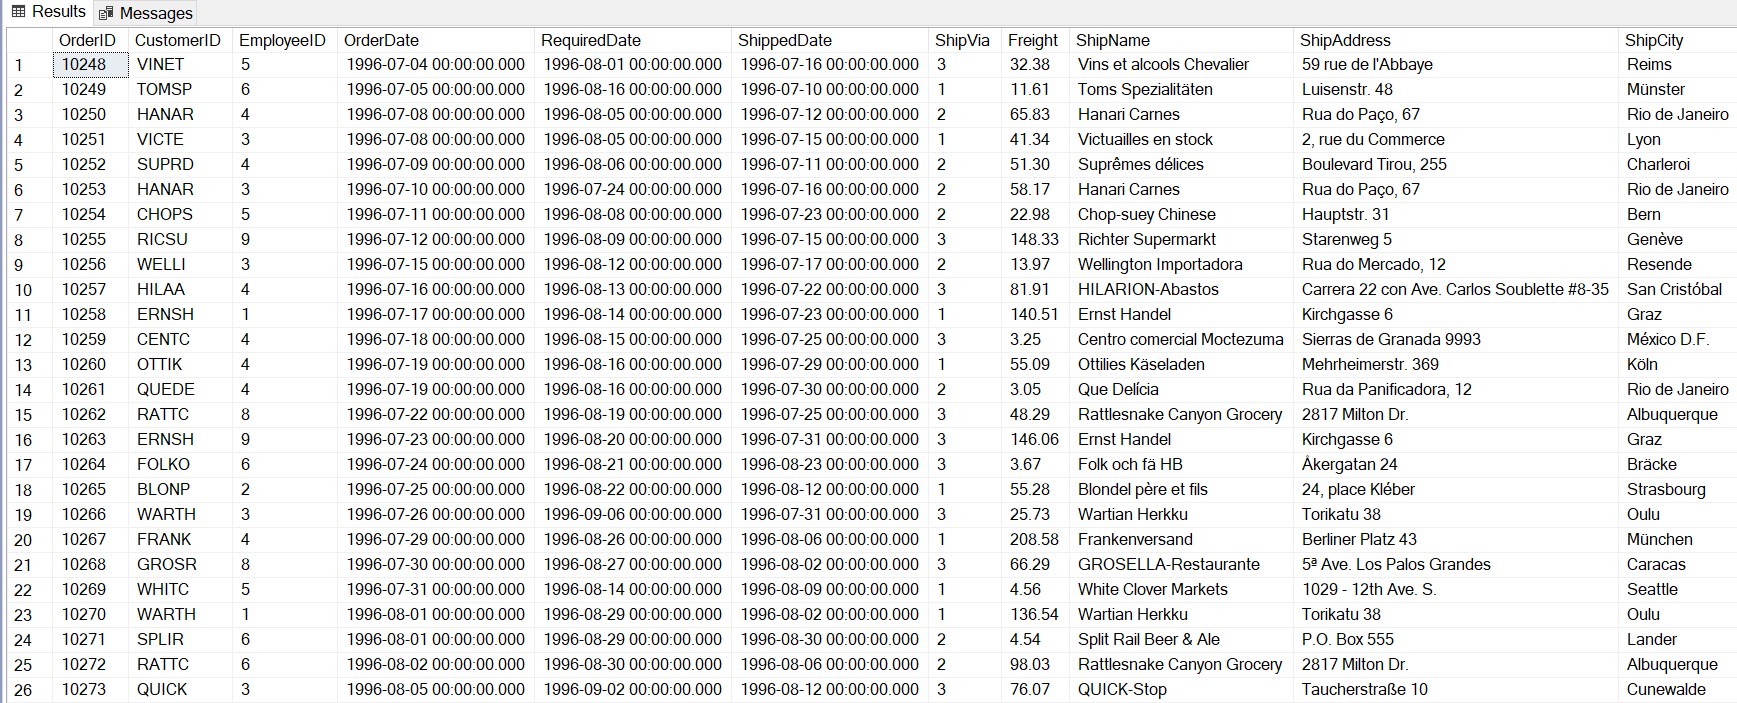 Results Messages
OrderID CustomerID EmployeeID OrderDate RequiredDate ShippedDate ShipVia Freight ShipName ShipAddress ShipCity
1 10248 VINET 5 1996-07-04 00:00:00.000 1996-08-01 00:00:00.000 1996-07-16 00:00:00.000 3 32.38 Vins et alcools Chevalier 59 rue de l'Abbaye Reims
2 10249 TOMSP 6 1996-07-05 00:00:00.000 1996-08-16 00:00:00.000 1996-07-10 00:00:00.000 1 11.61 Toms Spezialitäten Luisenstr. 48 Münster
3 10250 HANAR 4 1996-07-08 00:00:00.000 1996-08-05 00:00:00.000 1996-07-12 00:00:00.000 2 65.83 Hanari Carnes Rua do Paço, 67 Rio de Janeiro
4 10251 VICTE 3 1996-07-08 00:00:00.000 1996-08-05 00:00:00.000 1996-07-15 00:00:00.000 1 41.34 Victuailles en stock 2, rue du Commerce Lyon
5 10252 SUPRD 4 1996-07-09 00:00:00.000 1996-08-06 00:00:00.000 1996-07-11 00:00:00.000 2 51.30 Suprêmes délices Boulevard Tirou, 255 Charleroi
6 10253 HANAR 3 1996-07-10 00:00:00.000 1996-07-24 00:00:00.000 1996-07-16 00:00:00.000 2 58.17 Hanari Carnes Rua do Paço, 67 Rio de Janeiro
7 10254 CHOPS 5 1996-07-11 00:00:00.000 1996-08-08 00:00:00.000 1996-07-23 00:00:00.000 2 22.98 Chop-suey Chinese Hauptstr. 31 Bern
8 10255 RICSU 9 1996-07-12 00:00:00.000 1996-08-09 00:00:00.000 1996-07-15 00:00:00.000 3 148.33 Richter Supermarkt Starenweg 5 Genève
9 10256 WELLI 3 1996-07-15 00:00:00.000 1996-08-12 00:00:00.000 1996-07-17 00:00:00.000 2 13.97 Wellington Importadora Rua do Mercado, 12 Resende
10 10257 HILAA 4 1996-07-16 00:00:00.000 1996-08-13 00:00:00.000 1996-07-22 00:00:00.000 3 81.91 HILARION-Abastos Carrera 22 con Ave. Carlos Soublette #8-35 San Cristóbal
11 10258 ERNSH 1 1996-07-17 00:00:00.000 1996-08-14 00:00:00.000 1996-07-23 00:00:00.000 1 140.51 Ernst Handel Kirchgasse 6 Graz
12 10259 CENTC 4 1996-07-18 00:00:00.000 1996-08-15 00:00:00.000 1996-07-25 00:00:00.000 3 3.25 Centro comercial Moctezuma Sierras de Granada 9993 México D.F.
13 10260 OTTIK 4 1996-07-19 00:00:00.000 1996-08-16 00:00:00.000 1996-07-29 00:00:00.000 1 55.09 Ottilies Käseladen Mehrheimerstr. 369 Köln
14 10261 QUEDE 4 1996-07-19 00:00:00.000 1996-08-16 00:00:00.000 1996-07-30 00:00:00.000 2 3.05 Que Delícia Rua da Panificadora, 12 Rio de Janeiro
15 10262 RATTC 8 1996-07-22 00:00:00.000 1996-08-19 00:00:00.000 1996-07-25 00:00:00.000 3 48.29 Rattlesnake Canyon Grocery 2817 Milton Dr. Albuquerque
16 10263 ERNSH 9 1996-07-23 00:00:00.000 1996-08-20 00:00:00.000 1996-07-31 00:00:00.000 3 146.06 Ernst Handel Kirchgasse 6 Graz
17 10264 FOLKO 6 1996-07-24 00:00:00.000 1996-08-21 00:00:00.000 1996-08-23 00:00:00.000 3 3.67 Folk och fä HB Åkergatan 24 Bräcke
18 10265 BLONP 2 1996-07-25 00:00:00.000 1996-08-22 00:00:00.000 1996-08-12 00:00:00.000 1 55.28 Blondel père et fils 24, place Kléber Strasbourg
19 10266 WARTH 3 1996-07-26 00:00:00.000 1996-09-06 00:00:00.000 1996-07-31 00:00:00.000 3 25.73 Wartian Herkku Torikatu 38 Oulu
20 10267 FRANK 4 1996-07-29 00:00:00.000 1996-08-26 00:00:00.000 1996-08-06 00:00:00.000 1 208.58 Frankenversand Berliner Platz 43 München
21 10268 GROSR 8 1996-07-30 00:00:00.000 1996-08-27 00:00:00.000 1996-08-02 00:00:00.000 3 66.29 GROSELLA-Restaurante 5ª Ave. Los Palos Grandes Caracas
22 10269 WHITC 5 1996-07-31 00:00:00.000 1996-08-14 00:00:00.000 1996-08-09 00:00:00.000 1 4.56 White Clover Markets 1029 - 12th Ave. S. Seattle
23 10270 WARTH 1 1996-08-01 00:00:00.000 1996-08-29 00:00:00.000 1996-08-02 00:00:00.000 1 136.54 Wartian Herkku Torikatu 38 Oulu
24 10271 SPLIR 6 1996-08-01 00:00:00.000 1996-08-29 00:00:00.000 1996-08-30 00:00:00.000 2 4.54 Split Rail Beer & Ale P.O. Box 555 Lander
25 10272 RATTC 6 1996-08-02 00:00:00.000 1996-08-30 00:00:00.000 1996-08-06 00:00:00.000 2 98.03 Rattlesnake Canyon Grocery 2817 Milton Dr. Albuquerque
26 10273 QUICK 3 1996-08-05 00:00:00.000 1996-09-02 00:00:00.000 1996-08-12 00:00:00.000 3 76.07 QUICK-Stop Taucherstraße 10 Cunewalde